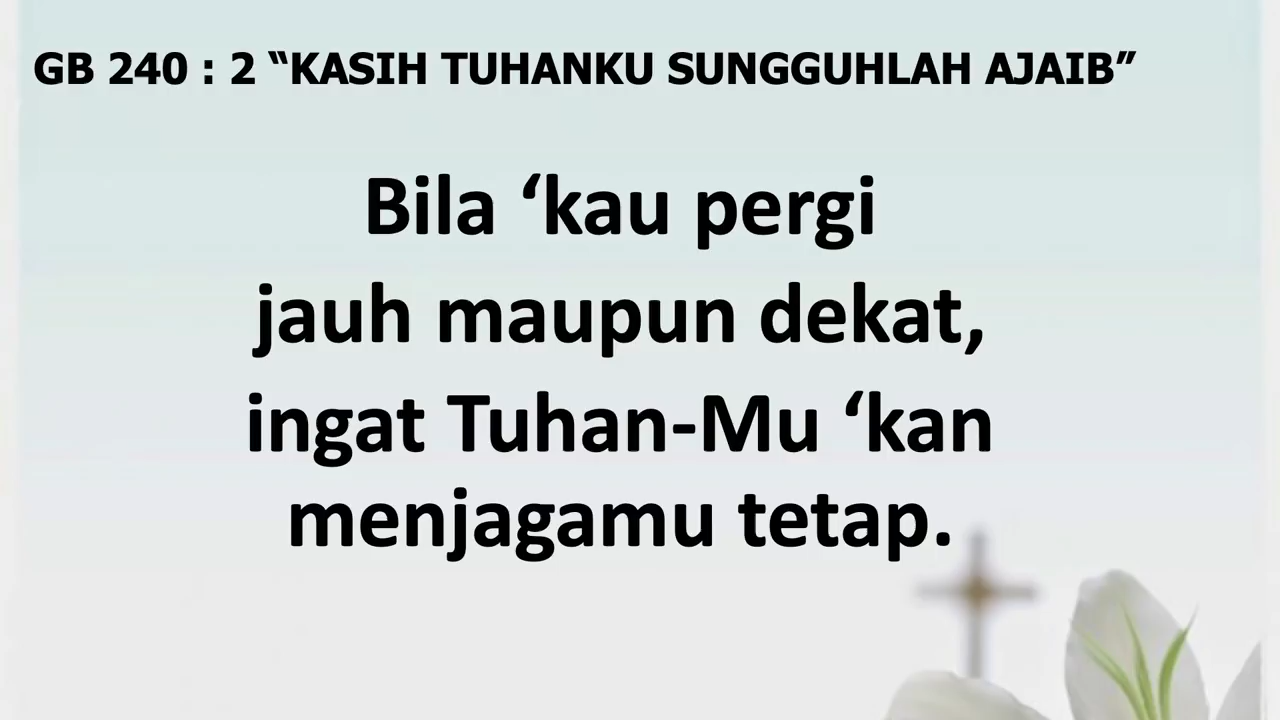 GB 240 : 2 “KASIH TUHANKU SUNGGUHLAH AJAIB”
Bila ‘kau pergi
jauh maupun dekat,
ingat Tuhan-Mu ‘kan
menjagamu tetap.